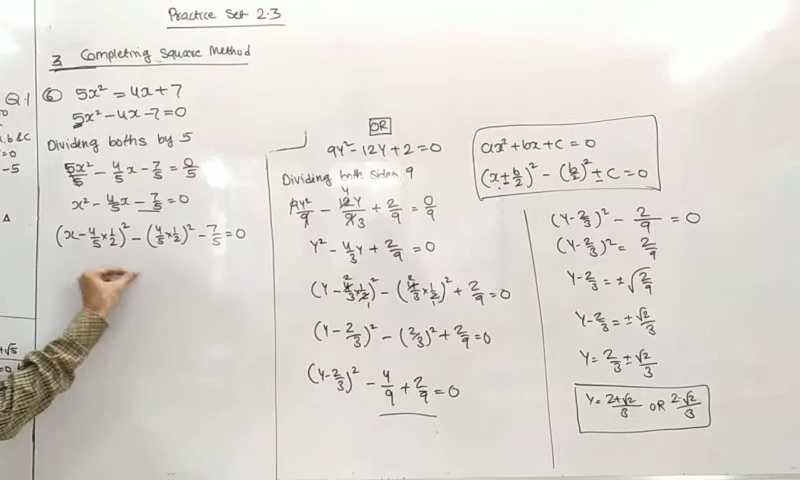 Practice Set 2.3
3 Completing Square Method
Q.1
⑥ 5x² = 4x+7
5x² - 4x - 7 = 0
Dividing boths by 5
5x²/5 - 4/5 x - 7/5 = 0/5
x² - 4/5 x - 7/5 = 0
(x - 4/5 × 1/2)² - (4/5 × 1/2)² - 7/5 = 0
, b & c
= 0
- 5
Δ
+√5
= 0
OR
9y² - 12y + 2 = 0
Dividing both sides 9
9y²/9 - 12y/9 + 2/9 = 0/9
4
3
y² - 4/3 y + 2/9 = 0
(y - 4/3 × 1/2)² - (4/3 × 1/2)² + 2/9 = 0
(y - 2/3)² - (2/3)² + 2/9 = 0
(y - 2/3)² - 4/9 + 2/9 = 0
ax² + bx + c = 0
(x ± b/2)² - (b/2)² ± c = 0
(y - 2/3)² - 2/9 = 0
(y - 2/3)² = 2/9
y - 2/3 = ±√2/9
y - 2/3 = ± √2/3
y = 2/3 ± √2/3
y = 2+√2/3 OR 2-√2/3